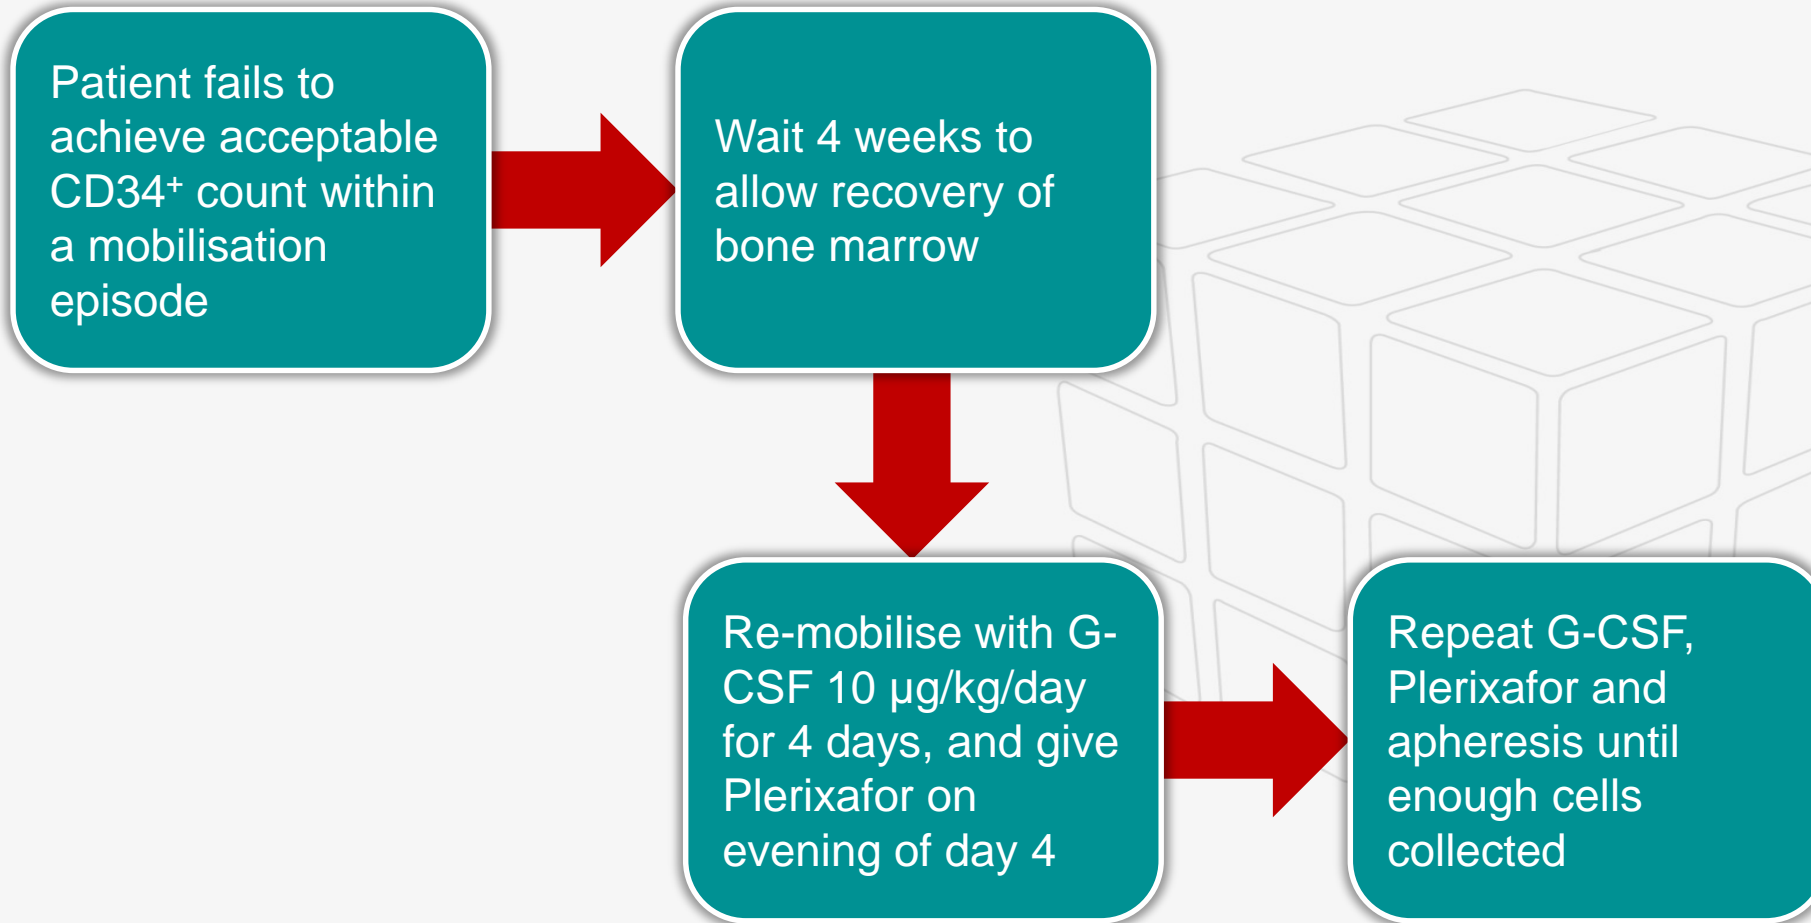 Patient fails to
achieve acceptable
CD34⁺ count within
a mobilisation
episode
Wait 4 weeks to
allow recovery of
bone marrow
Re-mobilise with G-
CSF 10 µg/kg/day
for 4 days, and give
Plerixafor on
evening of day 4
Repeat G-CSF,
Plerixafor and
apheresis until
enough cells
collected